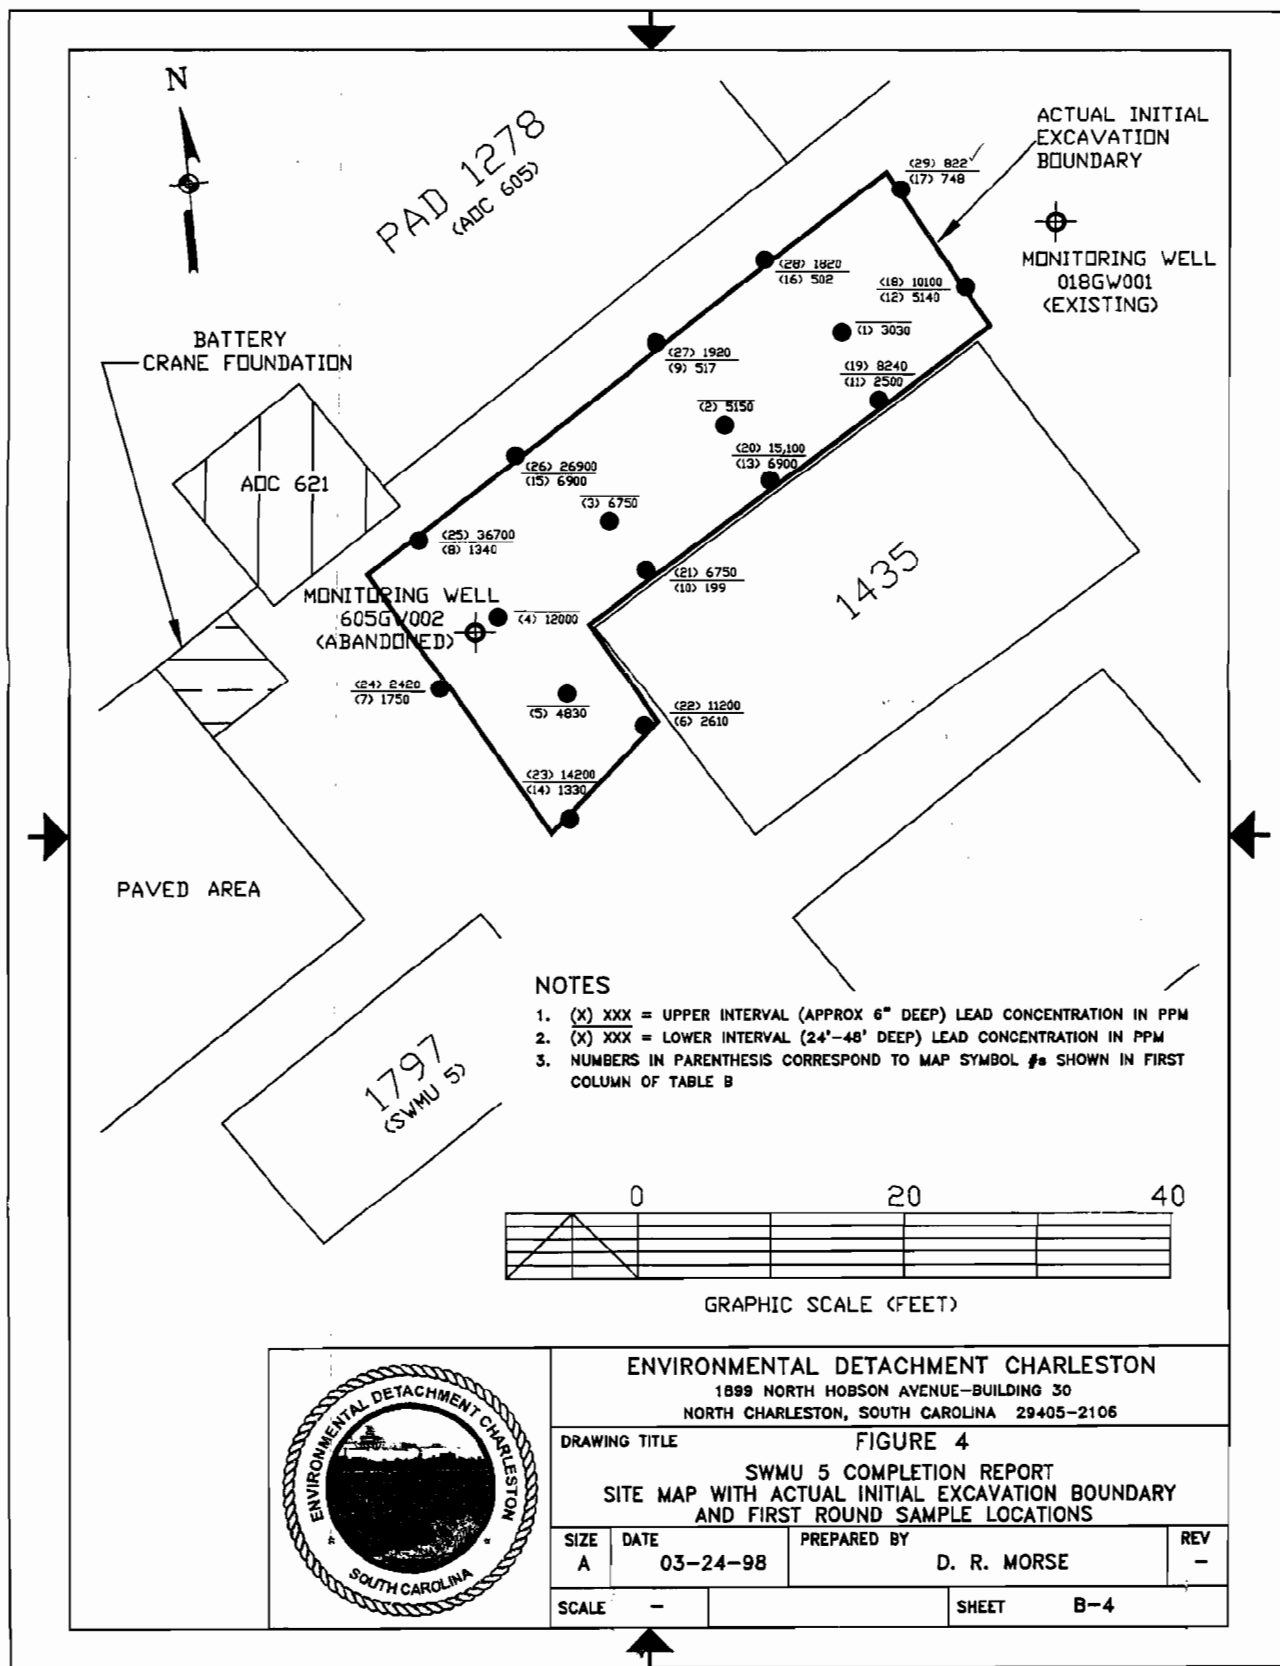 N
PAD 1278
(AOC 605)
ACTUAL INITIAL
EXCAVATION
BOUNDARY
(29) 822
(17) 748
MONITORING WELL
018GW001
(EXISTING)
(28) 1820
(16) 502
(18) 10100
(12) 5140
(1) 3030
BATTERY
CRANE FOUNDATION
(27) 1920
(9) 517
(19) 8240
(11) 2500
(2) 5150
(20) 15,100
(13) 6900
(26) 26900
(15) 6900
AOC 621
(3) 6750
(25) 36700
(8) 1340
(21) 6750
(10) 199
1435
MONITORING WELL
605GW002
(ABANDONED)
(4) 12000
(24) 2420
(7) 1750
(5) 4830
(22) 11200
(6) 2610
(23) 14200
(14) 1330
PAVED AREA
1797
(SWMU 5)
NOTES
1. (X) XXX = UPPER INTERVAL (APPROX 6" DEEP) LEAD CONCENTRATION IN PPM
2. (X) XXX = LOWER INTERVAL (24"-48" DEEP) LEAD CONCENTRATION IN PPM
3. NUMBERS IN PARENTHESIS CORRESPOND TO MAP SYMBOL #s SHOWN IN FIRST
COLUMN OF TABLE B
0 20 40
GRAPHIC SCALE (FEET)
ENVIRONMENTAL DETACHMENT CHARLESTON
SOUTH CAROLINA
ENVIRONMENTAL DETACHMENT CHARLESTON
1899 NORTH HOBSON AVENUE-BUILDING 30
NORTH CHARLESTON, SOUTH CAROLINA 29405-2106
DRAWING TITLE
FIGURE 4
SWMU 5 COMPLETION REPORT
SITE MAP WITH ACTUAL INITIAL EXCAVATION BOUNDARY
AND FIRST ROUND SAMPLE LOCATIONS
SIZE
A
DATE
03-24-98
PREPARED BY
D. R. MORSE
REV
-
SCALE -
SHEET B-4